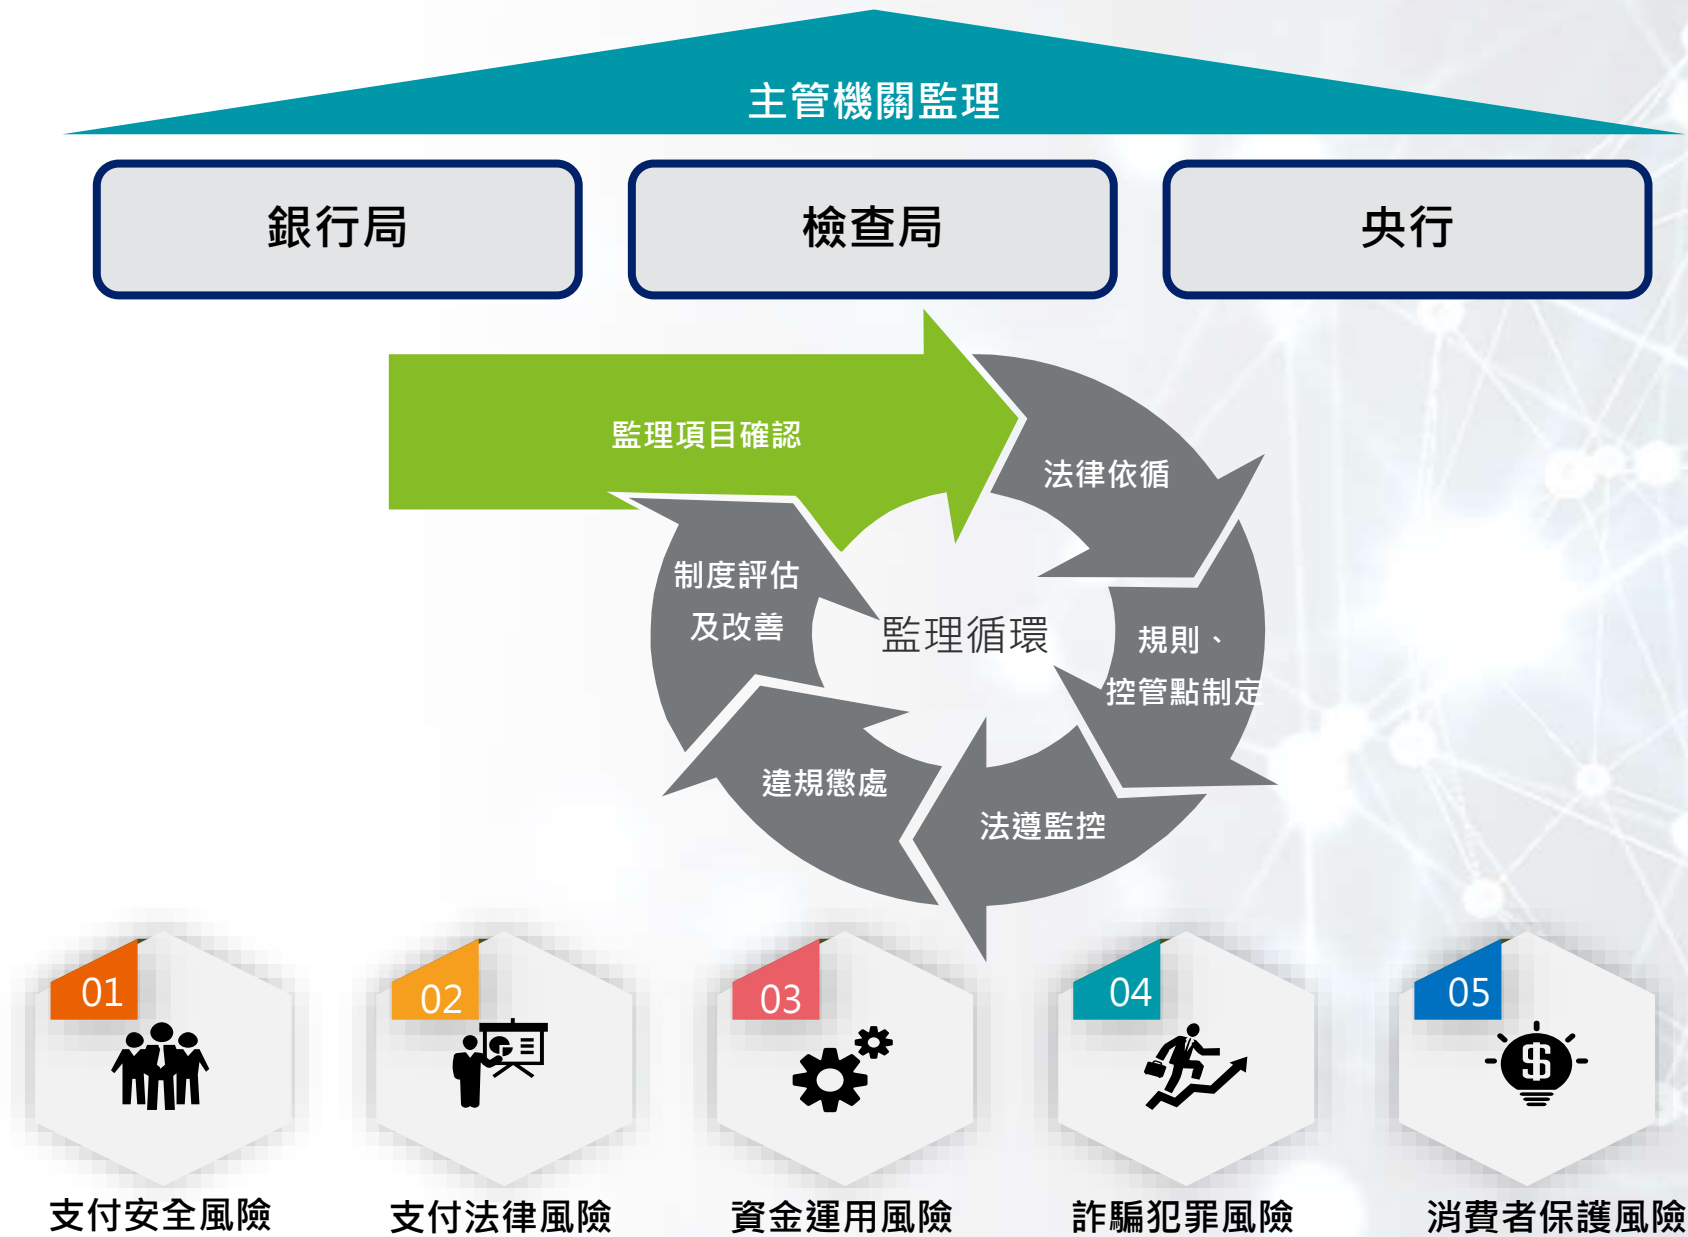 主管機關監理
銀行局
檢查局
央行
監理項目確認
法律依循
規則、
控管點制定
法遵監控
違規懲處
制度評估
及改善
監理循環
01
02
03
04
05
支付安全風險
支付法律風險
資金運用風險
詐騙犯罪風險
消費者保護風險